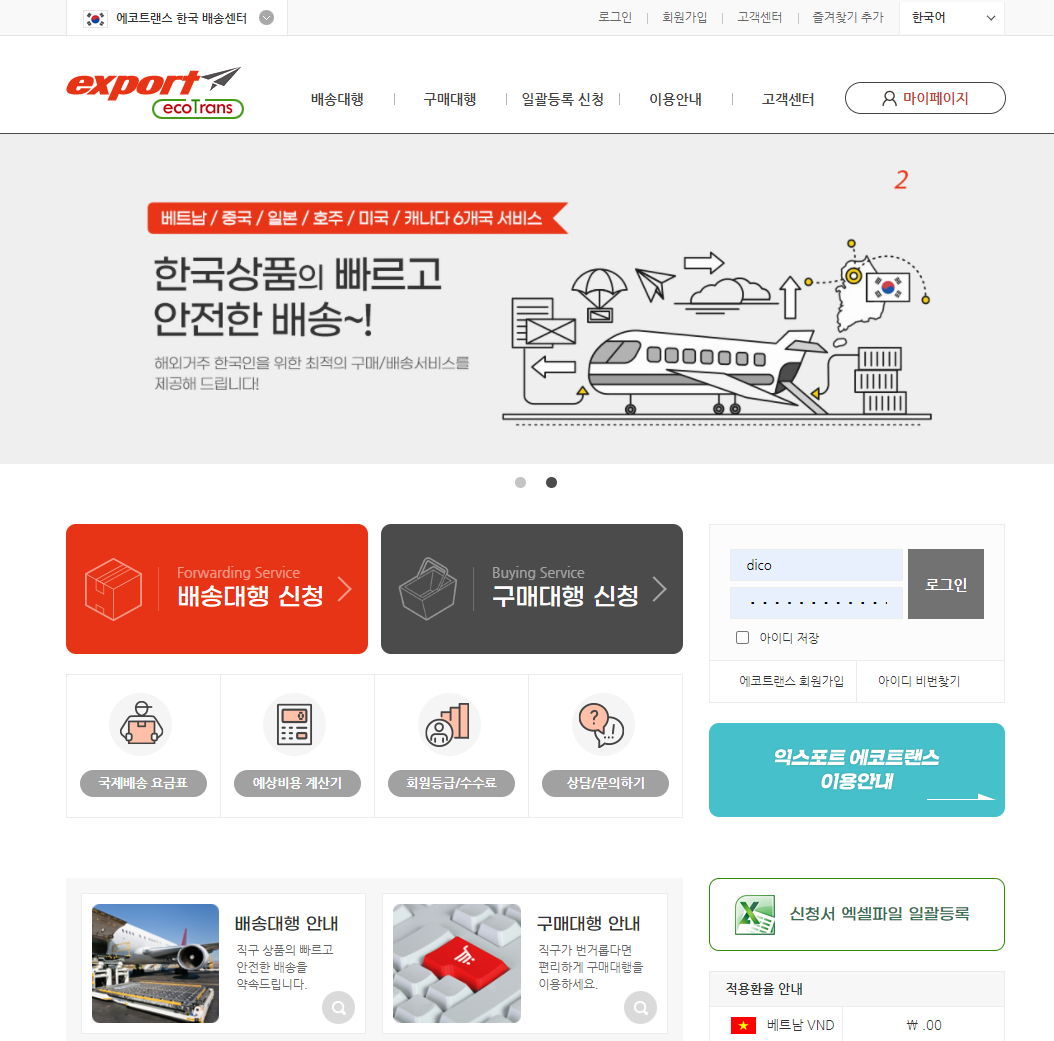 에코트랜스 한국 배송센터
로그인
회원가입
고객센터
즐겨찾기 추가
한국어
export
ecoTrans
배송대행
구매대행
일괄등록 신청
이용안내
고객센터
마이페이지
2
베트남 / 중국 / 일본 / 호주 / 미국 / 캐나다 6개국 서비스
한국상품의 빠르고
안전한 배송~!
해외거주 한국인을 위한 최적의 구매/배송서비스를
제공해 드립니다!
Forwarding Service
배송대행 신청
Buying Service
구매대행 신청
dico
로그인
아이디 저장
에코트랜스 회원가입
아이디 비번찾기
국제배송 요금표
예상비용 계산기
회원등급/수수료
상담/문의하기
익스포트 에코트랜스
이용안내
배송대행 안내
직구 상품의 빠르고
안전한 배송을
약속드립니다.
구매대행 안내
직구가 번거롭다면
편리하게 구매대행을
이용하세요.
신청서 엑셀파일 일괄등록
적용환율 안내
베트남 VND
₩ .00